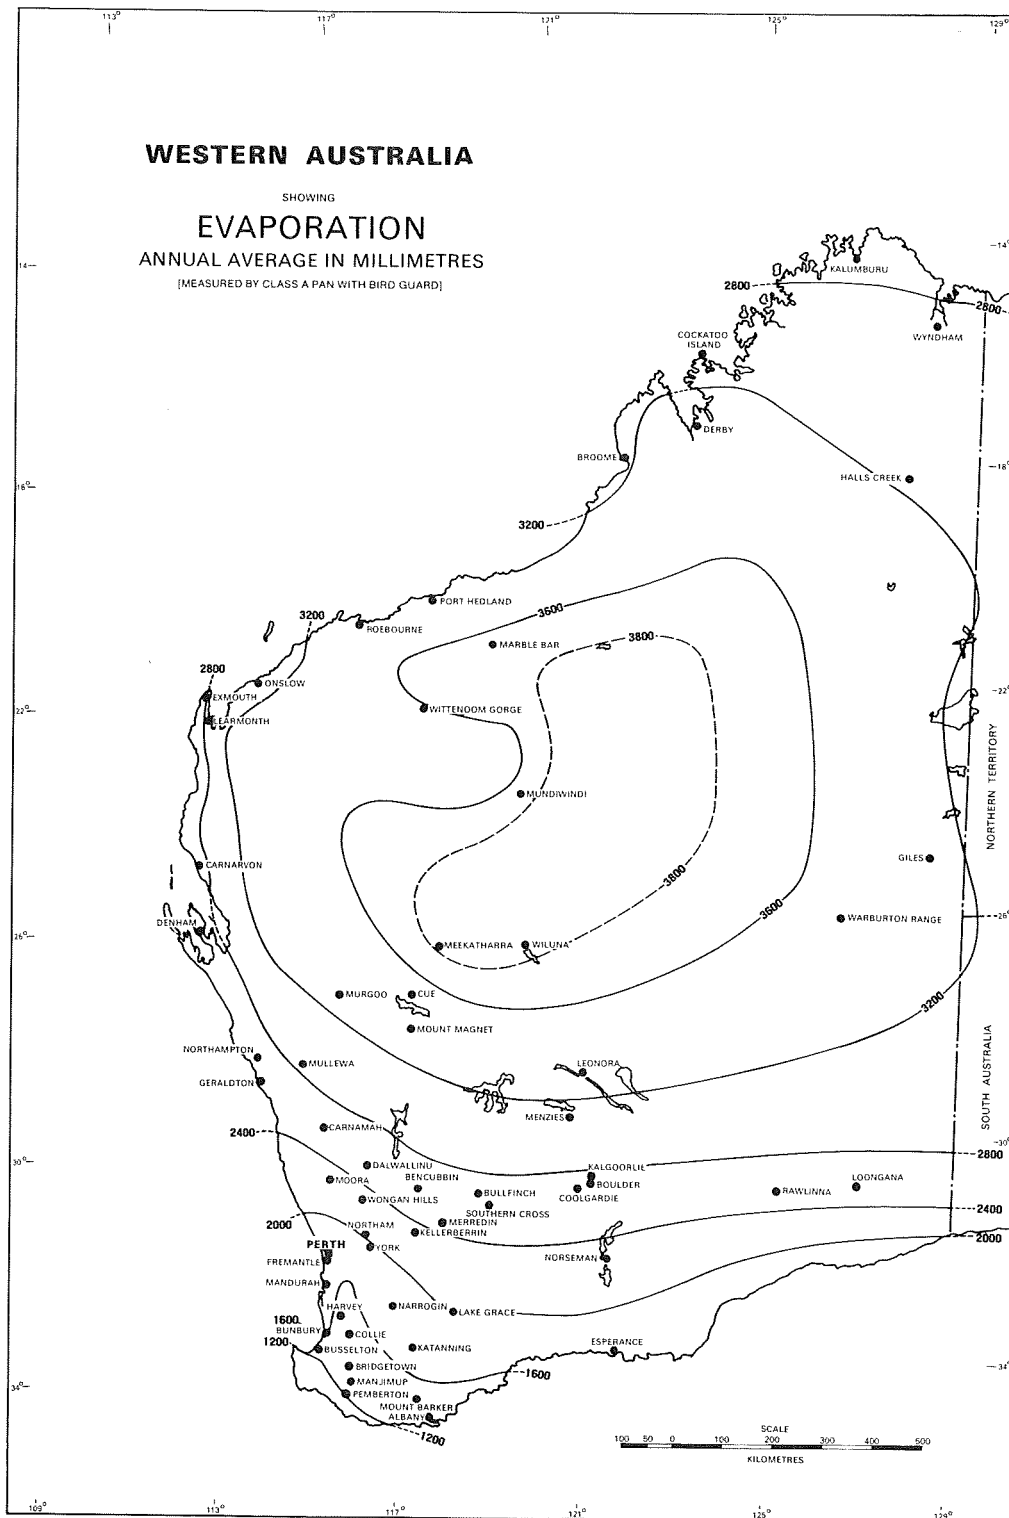 113° 117° 121° 125° 129°
WESTERN AUSTRALIA
SHOWING
EVAPORATION
ANNUAL AVERAGE IN MILLIMETRES
[MEASURED BY CLASS A PAN WITH BIRD GUARD]
14° 14°
KALUMBURU
2800 2800
WYNDHAM
COCKATOO
ISLAND
DERBY
BROOME
18°
HALLS CREEK
3200
PORT HEDLAND
3600
3200
ROEBOURNE
3800
MARBLE BAR
2800
ONSLOW
EXMOUTH
22°
WITTENOOM GORGE
22°
LEARMONTH
NORTHERN TERRITORY
MUNDIWINDI
GILES
CARNARVON
3800
3600
DENHAM
WARBURTON RANGE
26°
26°
MEEKATHARRA
WILUNA
MURGOO
CUE
3200
MOUNT MAGNET
NORTHAMPTON
MULLEWA
LEONORA
GERALDTON
SOUTH AUSTRALIA
MENZIES
CARNAMAH
2400
30°
2800
30°
DALWALLINU
KALGOORLIE
MOORA
BENCUBBIN
BOULDER
LOONGANA
COOLGARDIE
RAWLINNA
BULLFINCH
WONGAN HILLS
SOUTHERN CROSS
2400
2000
MERREDIN
NORTHAM
KELLERBERRIN
2000
YORK
PERTH
FREMANTLE
NORSEMAN
MANDURAH
HARVEY
NARROGIN
LAKE GRACE
1600
BUNBURY
COLLIE
1200
BUSSELTON
KATANNING
ESPERANCE
BRIDGETOWN
1600
34°
MANJIMUP
34°
PEMBERTON
MOUNT BARKER
ALBANY
1200
SCALE
100 50 0 100 200 300 400 500
KILOMETRES
109° 113° 117° 121° 125° 129°